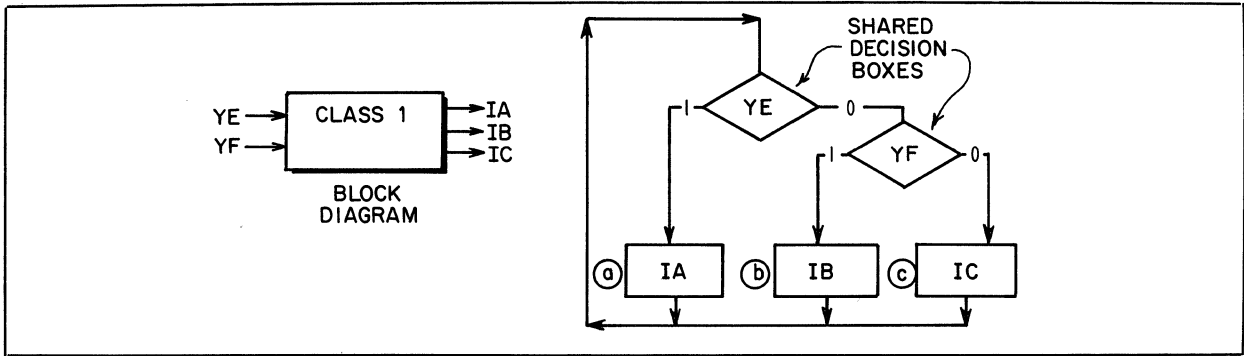 YE
YF
CLASS 1
IA
IB
IC
BLOCK
DIAGRAM
SHARED
DECISION
BOXES
1
YE
0
1
YF
0
a
IA
b
IB
c
IC